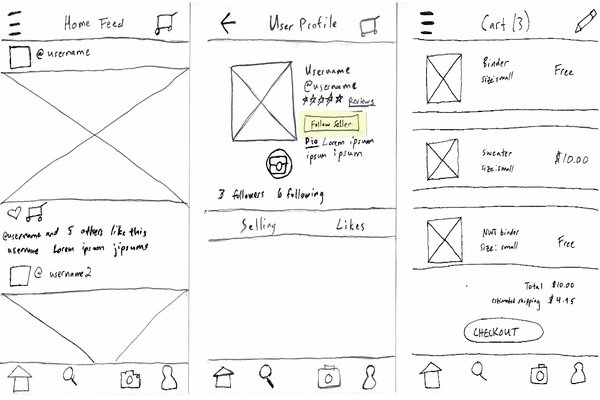 Home Feed
@username
@username and 5 others like this
username Lorem ipsum jipsums
@ username2
User Profile
Username
@username
Reviews
Follow Seller
Bio Lorem ipsum
ipsum ipsum
3 followers 6 following
Selling Likes
Cart (3)
Binder
size: small
Free
Sweater
size: small
$10.00
NWT binder
size: small
Free
Total $10.00
estimated shipping $4.95
CHECKOUT